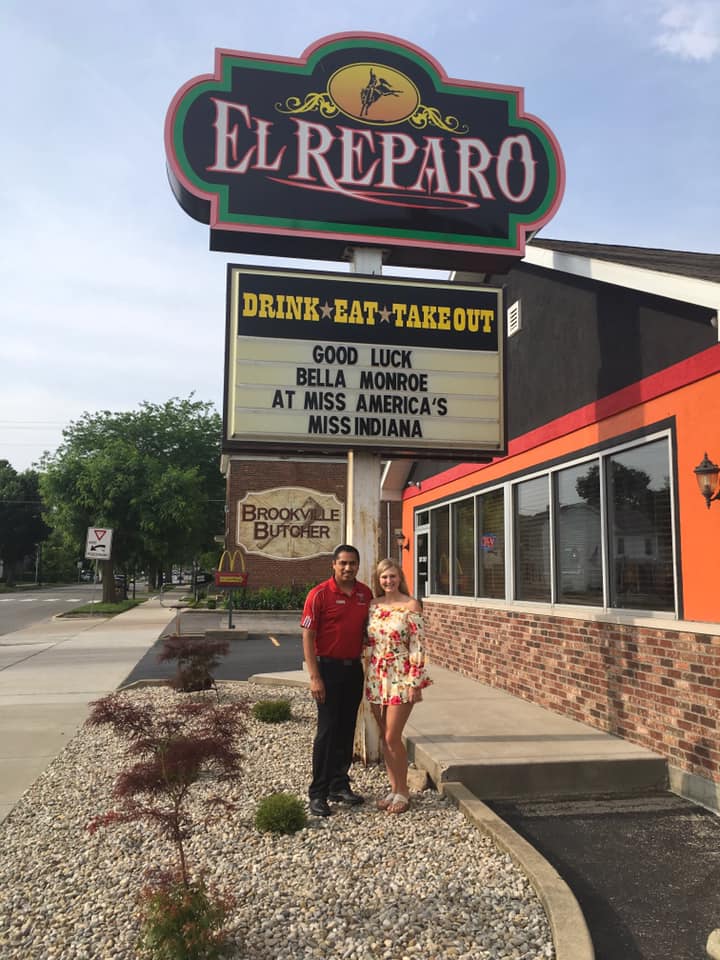 EL REPARO
DRINK★EAT★TAKEOUT
GOOD LUCK
BELLA MONROE
AT MISS AMERICA'S
MISS INDIANA
BROOKVILLE
BUTCHER